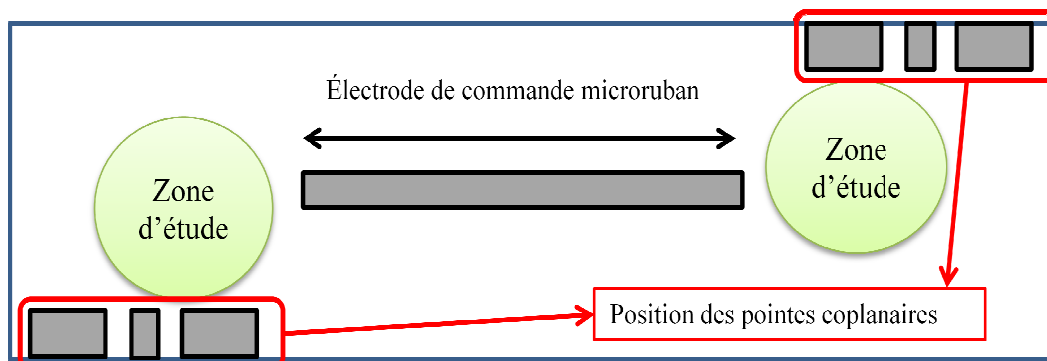 Électrode de commande microruban
Zone
d'étude
Zone
d'étude
Position des pointes coplanaires